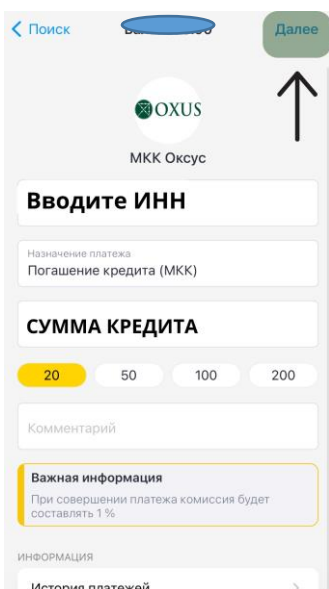 Поиск
Далее
OXUS
МКК Оксус
Вводите ИНН
Назначение платежа
Погашение кредита (МКК)
СУММА КРЕДИТА
20 50 100 200
Комментарий
Важная информация
При совершении платежа комиссия будет
составлять 1 %
ИНФОРМАЦИЯ
История платежей